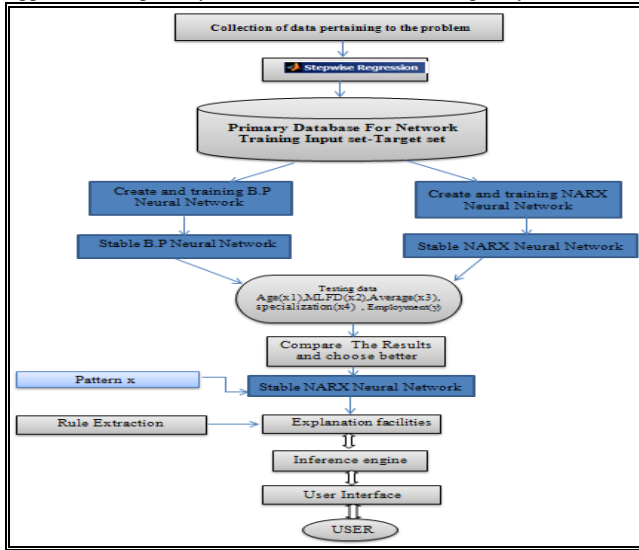 Collection of data pertaining to the problem
Stepwise Regression
Primary Database For Network
Training Input set-Target set
Create and training B.P
Neural Network
Create and training NARX
Neural Network
Stable B.P Neural Network
Stable NARX Neural Network
Testing data
Age(x1),MLFD(x2),Average(x3),
specialization(x4) , Employment(y)
Compare The Results
and choose better
Pattern x
Stable NARX Neural Network
Rule Extraction
Explanation facilities
Inference engine
User Interface
USER